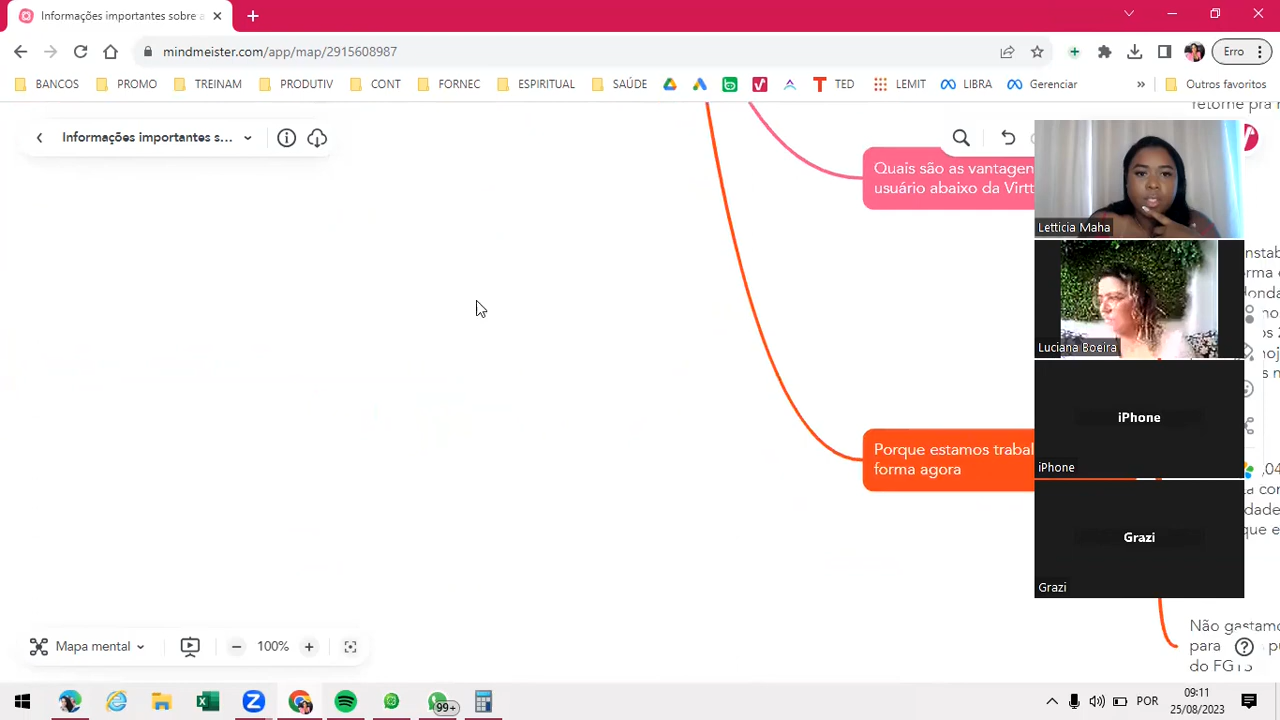 Informações importantes sobre a
mindmeister.com/app/map/2915608987
Erro
BANCOS
PROMO
TREINAM
PRODUTIV
CONT
FORNEC
ESPIRITUAL
SAÚDE
TED
LEMIT
LIBRA
Gerenciar
»
Outros favoritos
retome pra
Informações importantes s...
Quais são as vantagen
usuário abaixo da Virtt
Letticia Maha
Luciana Boeira
Porque estamos trabal
forma agora
iPhone
iPhone
Grazi
Grazi
Não gastamo
para
do FGTS
Mapa mental
100%
99+
POR
09:11
25/08/2023